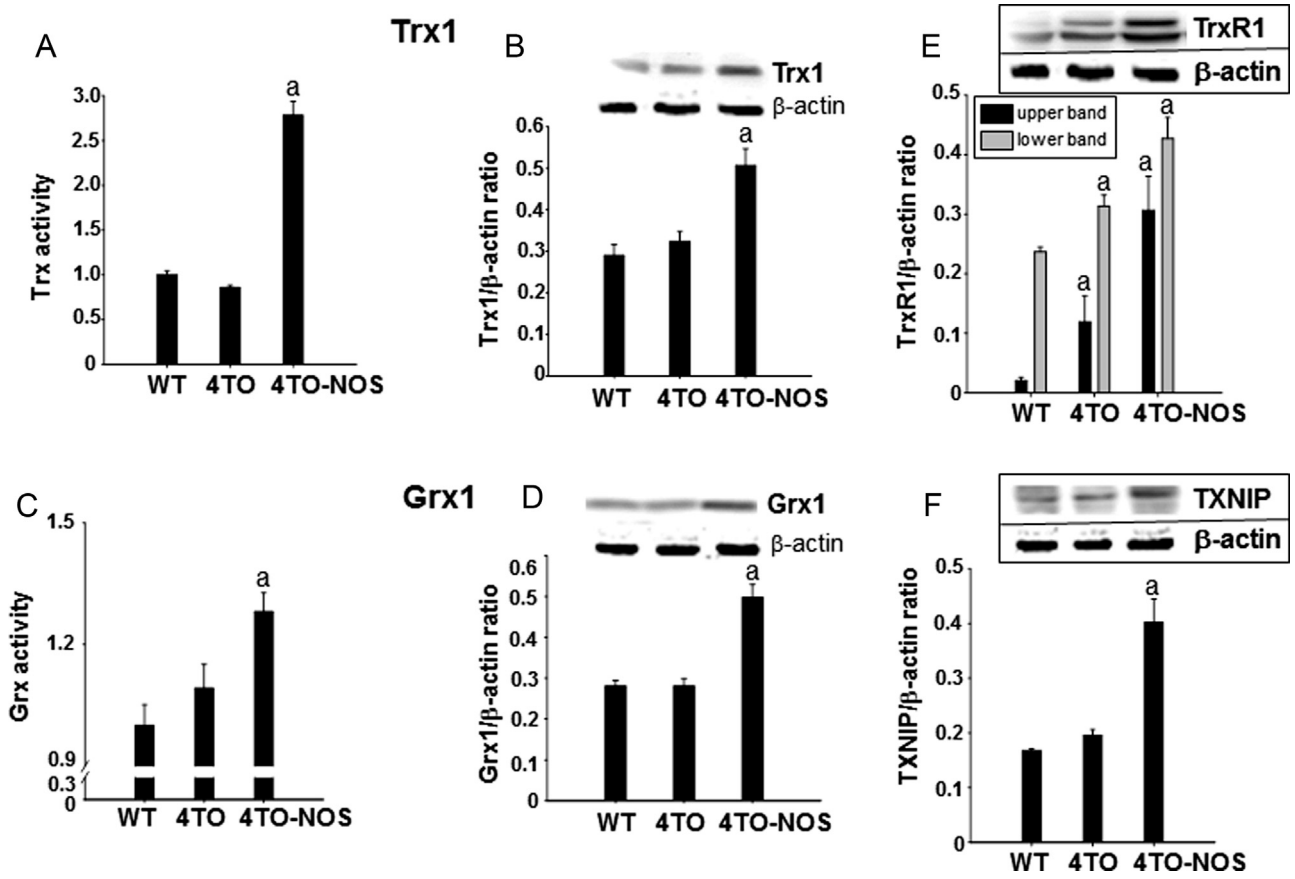 A
Trx1
a
3.0
2.5
2.0
1.5
1.0
0.5
0
Trx activity
WT 4TO 4TO-NOS
B
Trx1
β-actin
a
0.6
0.5
0.4
0.3
0.2
0.1
0
Trx1/β-actin ratio
WT 4TO 4TO-NOS
E
TrxR1
β-actin
0.5
0.4
0.3
0.2
0.1
0
upper band
lower band
a
a
a
a
TrxR1/β-actin ratio
WT 4TO 4TO-NOS
C
Grx1
1.5
1.2
0.9
0.3
0
a
Grx activity
WT 4TO 4TO-NOS
D
Grx1
β-actin
a
0.6
0.5
0.4
0.3
0.2
0.1
0
Grx1/β-actin ratio
WT 4TO 4TO-NOS
F
TXNIP
β-actin
a
0.5
0.4
0.3
0.2
0.1
0
TXNIP/β-actin ratio
WT 4TO 4TO-NOS